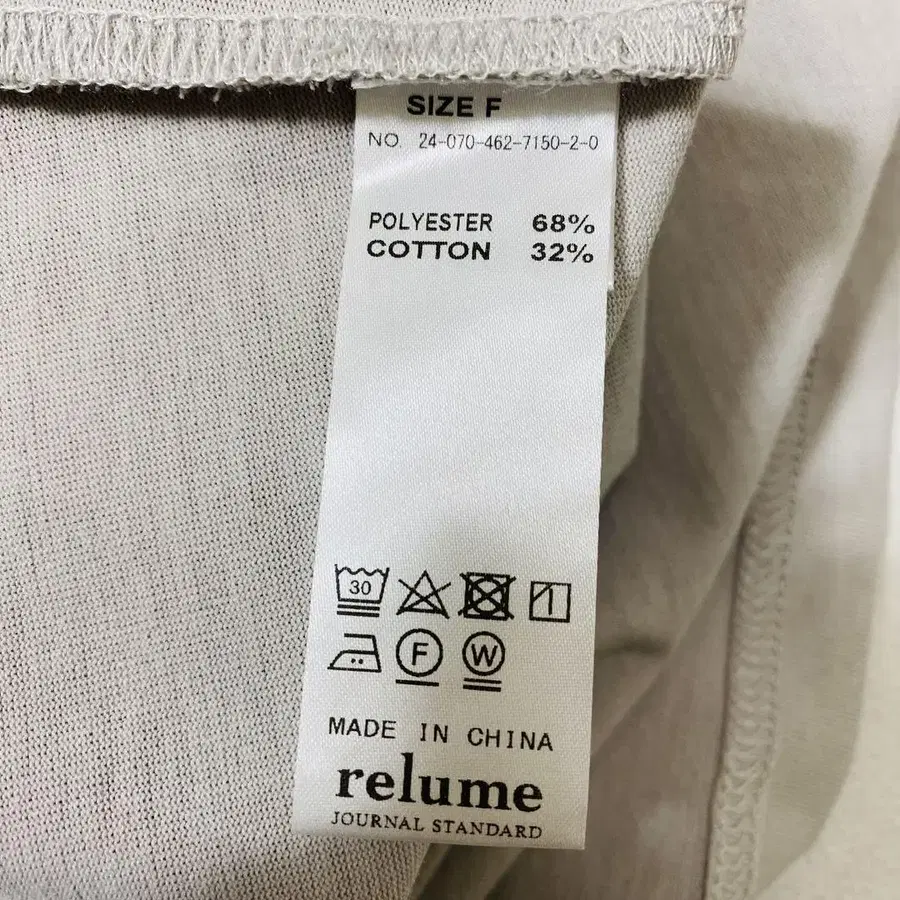 SIZE F
NO. 24-070-462-7150-2-0
POLYESTER 68%
COTTON 32%
30
F W
MADE IN CHINA
relume
JOURNAL STANDARD